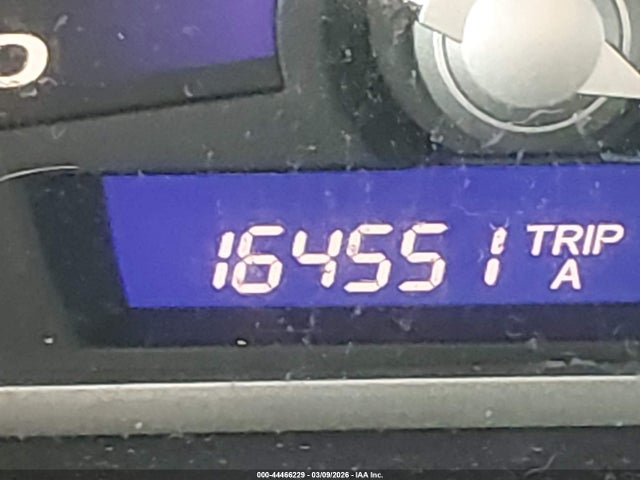 D
164551 TRIP
A
000-44466229 - 03/09/2026 - IAA Inc.